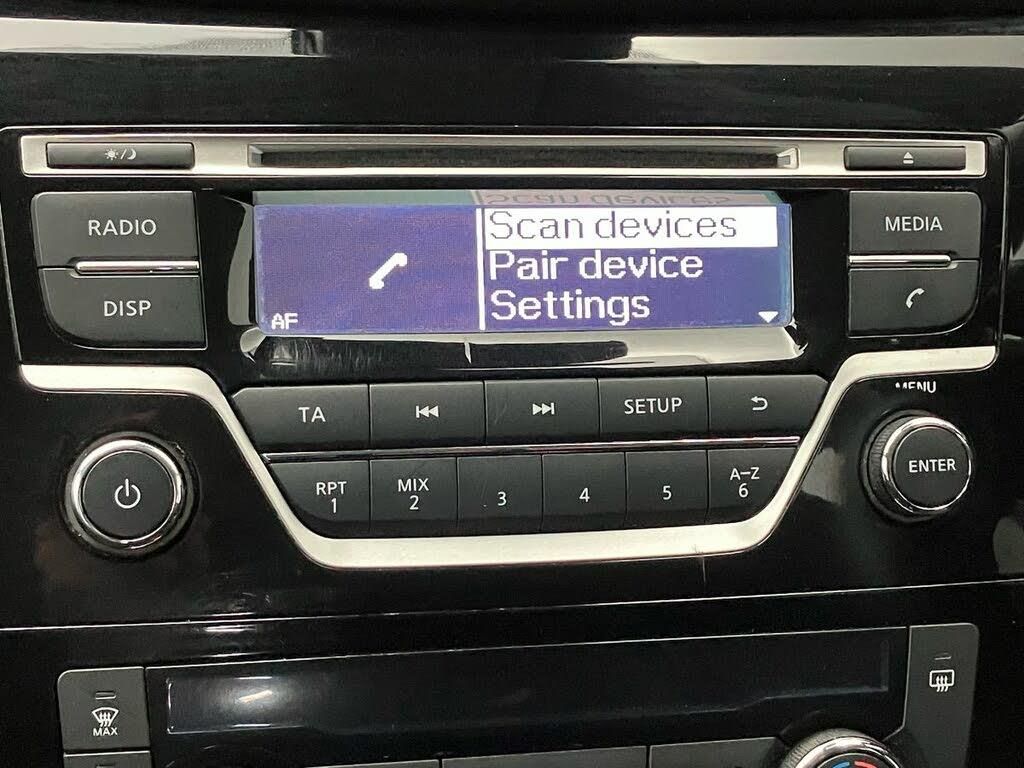 RADIO
DISP
Scan devices
Pair device
Settings
AF
MEDIA
TA
SETUP
MENU
ENTER
RPT
1
MIX
2
3
4
5
A-Z
6
MAX